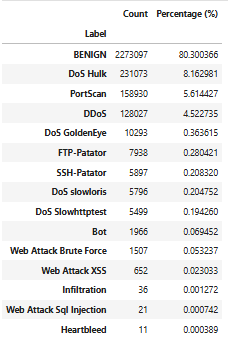 Count Percentage (%)
Label
BENIGN 2273097 80.300366
DoS Hulk 231073 8.162981
PortScan 158930 5.614427
DDoS 128027 4.522735
DoS GoldenEye 10293 0.363615
FTP-Patator 7938 0.280421
SSH-Patator 5897 0.208320
DoS slowloris 5796 0.204752
DoS Slowhttptest 5499 0.194260
Bot 1966 0.069452
Web Attack Brute Force 1507 0.053237
Web Attack XSS 652 0.023033
Infiltration 36 0.001272
Web Attack Sql Injection 21 0.000742
Heartbleed 11 0.000389